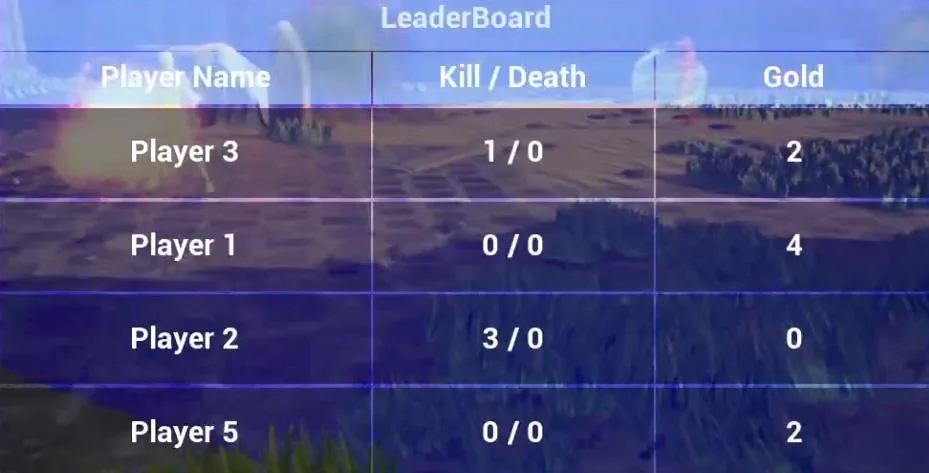 LeaderBoard
Player Name Kill / Death Gold
Player 3 1 / 0 2
Player 1 0 / 0 4
Player 2 3 / 0 0
Player 5 0 / 0 2